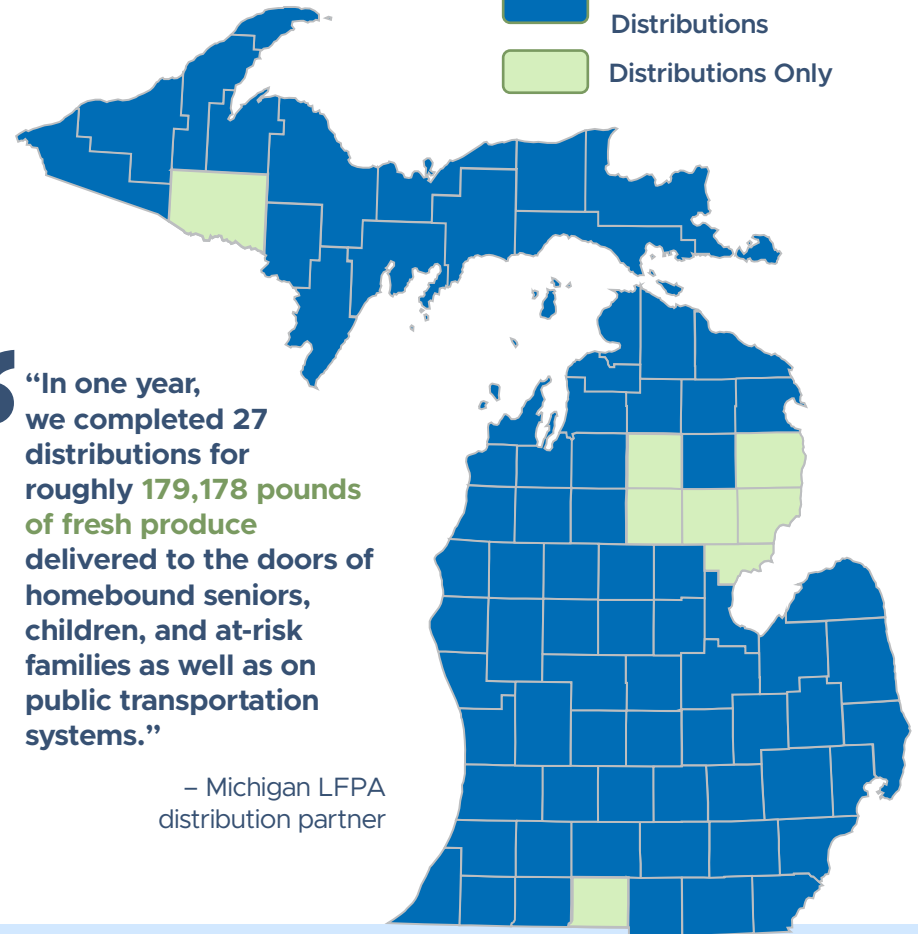 Distributions
Distributions Only
“In one year,
we completed 27
distributions for
roughly 179,178 pounds
of fresh produce
delivered to the doors of
homebound seniors,
children, and at-risk
families as well as on
public transportation
systems.”
– Michigan LFPA
distribution partner